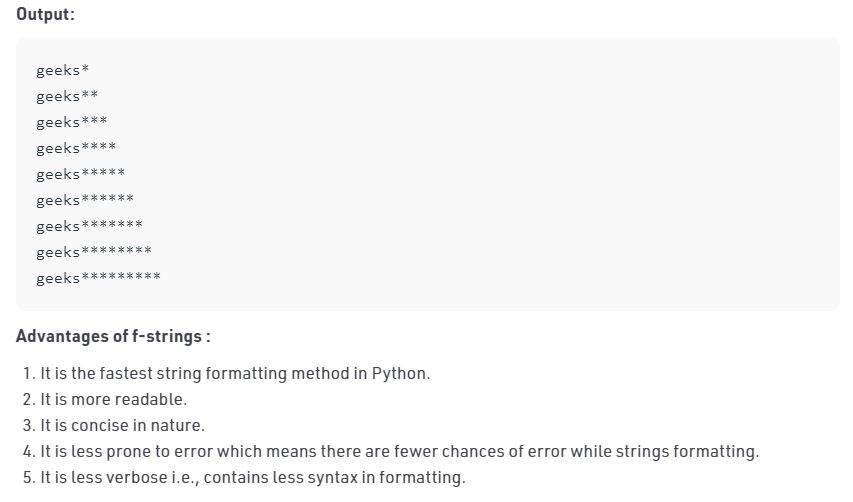 Output:
geeks*
geeks**
geeks***
geeks****
geeks*****
geeks******
geeks*******
geeks********
geeks*********
Advantages of f-strings :
1. It is the fastest string formatting method in Python.
2. It is more readable.
3. It is concise in nature.
4. It is less prone to error which means there are fewer chances of error while strings formatting.
5. It is less verbose i.e., contains less syntax in formatting.